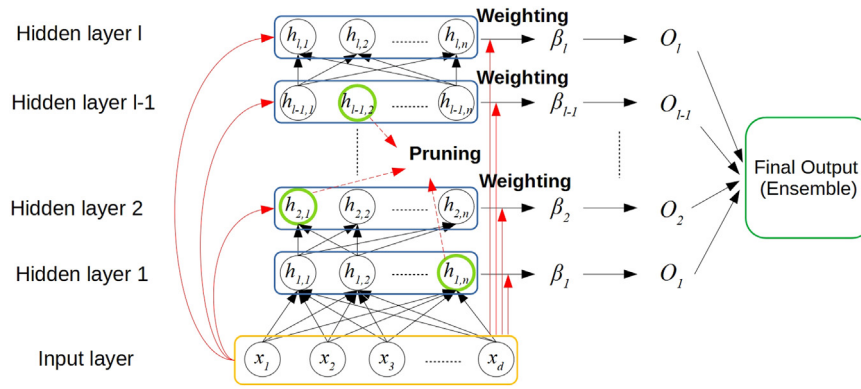 Hidden layer l h_{l,1} h_{l,2} ........ h_{l,n} Weighting β_l O_l
Hidden layer l-1 h_{l-1,1} h_{l-1,2} ........ h_{l-1,n} Weighting β_{l-1} O_{l-1}
Pruning
Hidden layer 2 h_{2,1} h_{2,2} ........ h_{2,n} Weighting β_2 O_2
Final Output
(Ensemble)
Hidden layer 1 h_{1,1} h_{1,2} ........ h_{1,n} β_1 O_1
Input layer x_1 x_2 x_3 ........ x_d